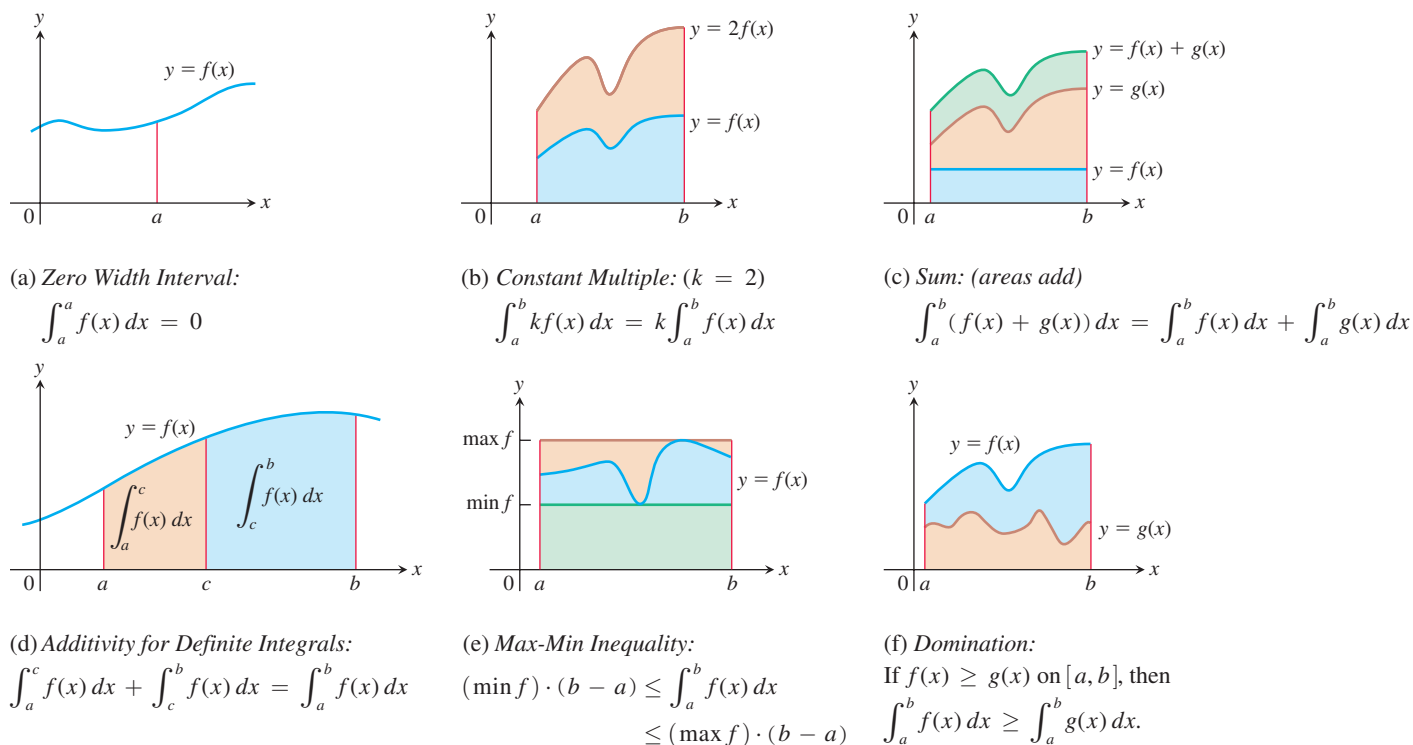 y
y = f(x)
0
a
x
(a) Zero Width Interval:
∫_a^a f(x) dx = 0
y
y = 2f(x)
y = f(x)
0
a
b
x
(b) Constant Multiple: (k = 2)
∫_a^b kf(x) dx = k ∫_a^b f(x) dx
y
y = f(x) + g(x)
y = g(x)
y = f(x)
0
a
b
x
(c) Sum: (areas add)
∫_a^b (f(x) + g(x)) dx = ∫_a^b f(x) dx + ∫_a^b g(x) dx
y
y = f(x)
∫_a^c f(x) dx
∫_c^b f(x) dx
0
a
c
b
x
(d) Additivity for Definite Integrals:
∫_a^c f(x) dx + ∫_c^b f(x) dx = ∫_a^b f(x) dx
y
max f
min f
y = f(x)
0
a
b
x
(e) Max-Min Inequality:
(min f) · (b − a) ≤ ∫_a^b f(x) dx
≤ (max f) · (b − a)
y
y = f(x)
y = g(x)
0
a
b
x
(f) Domination:
If f(x) ≥ g(x) on [a, b], then
∫_a^b f(x) dx ≥ ∫_a^b g(x) dx.